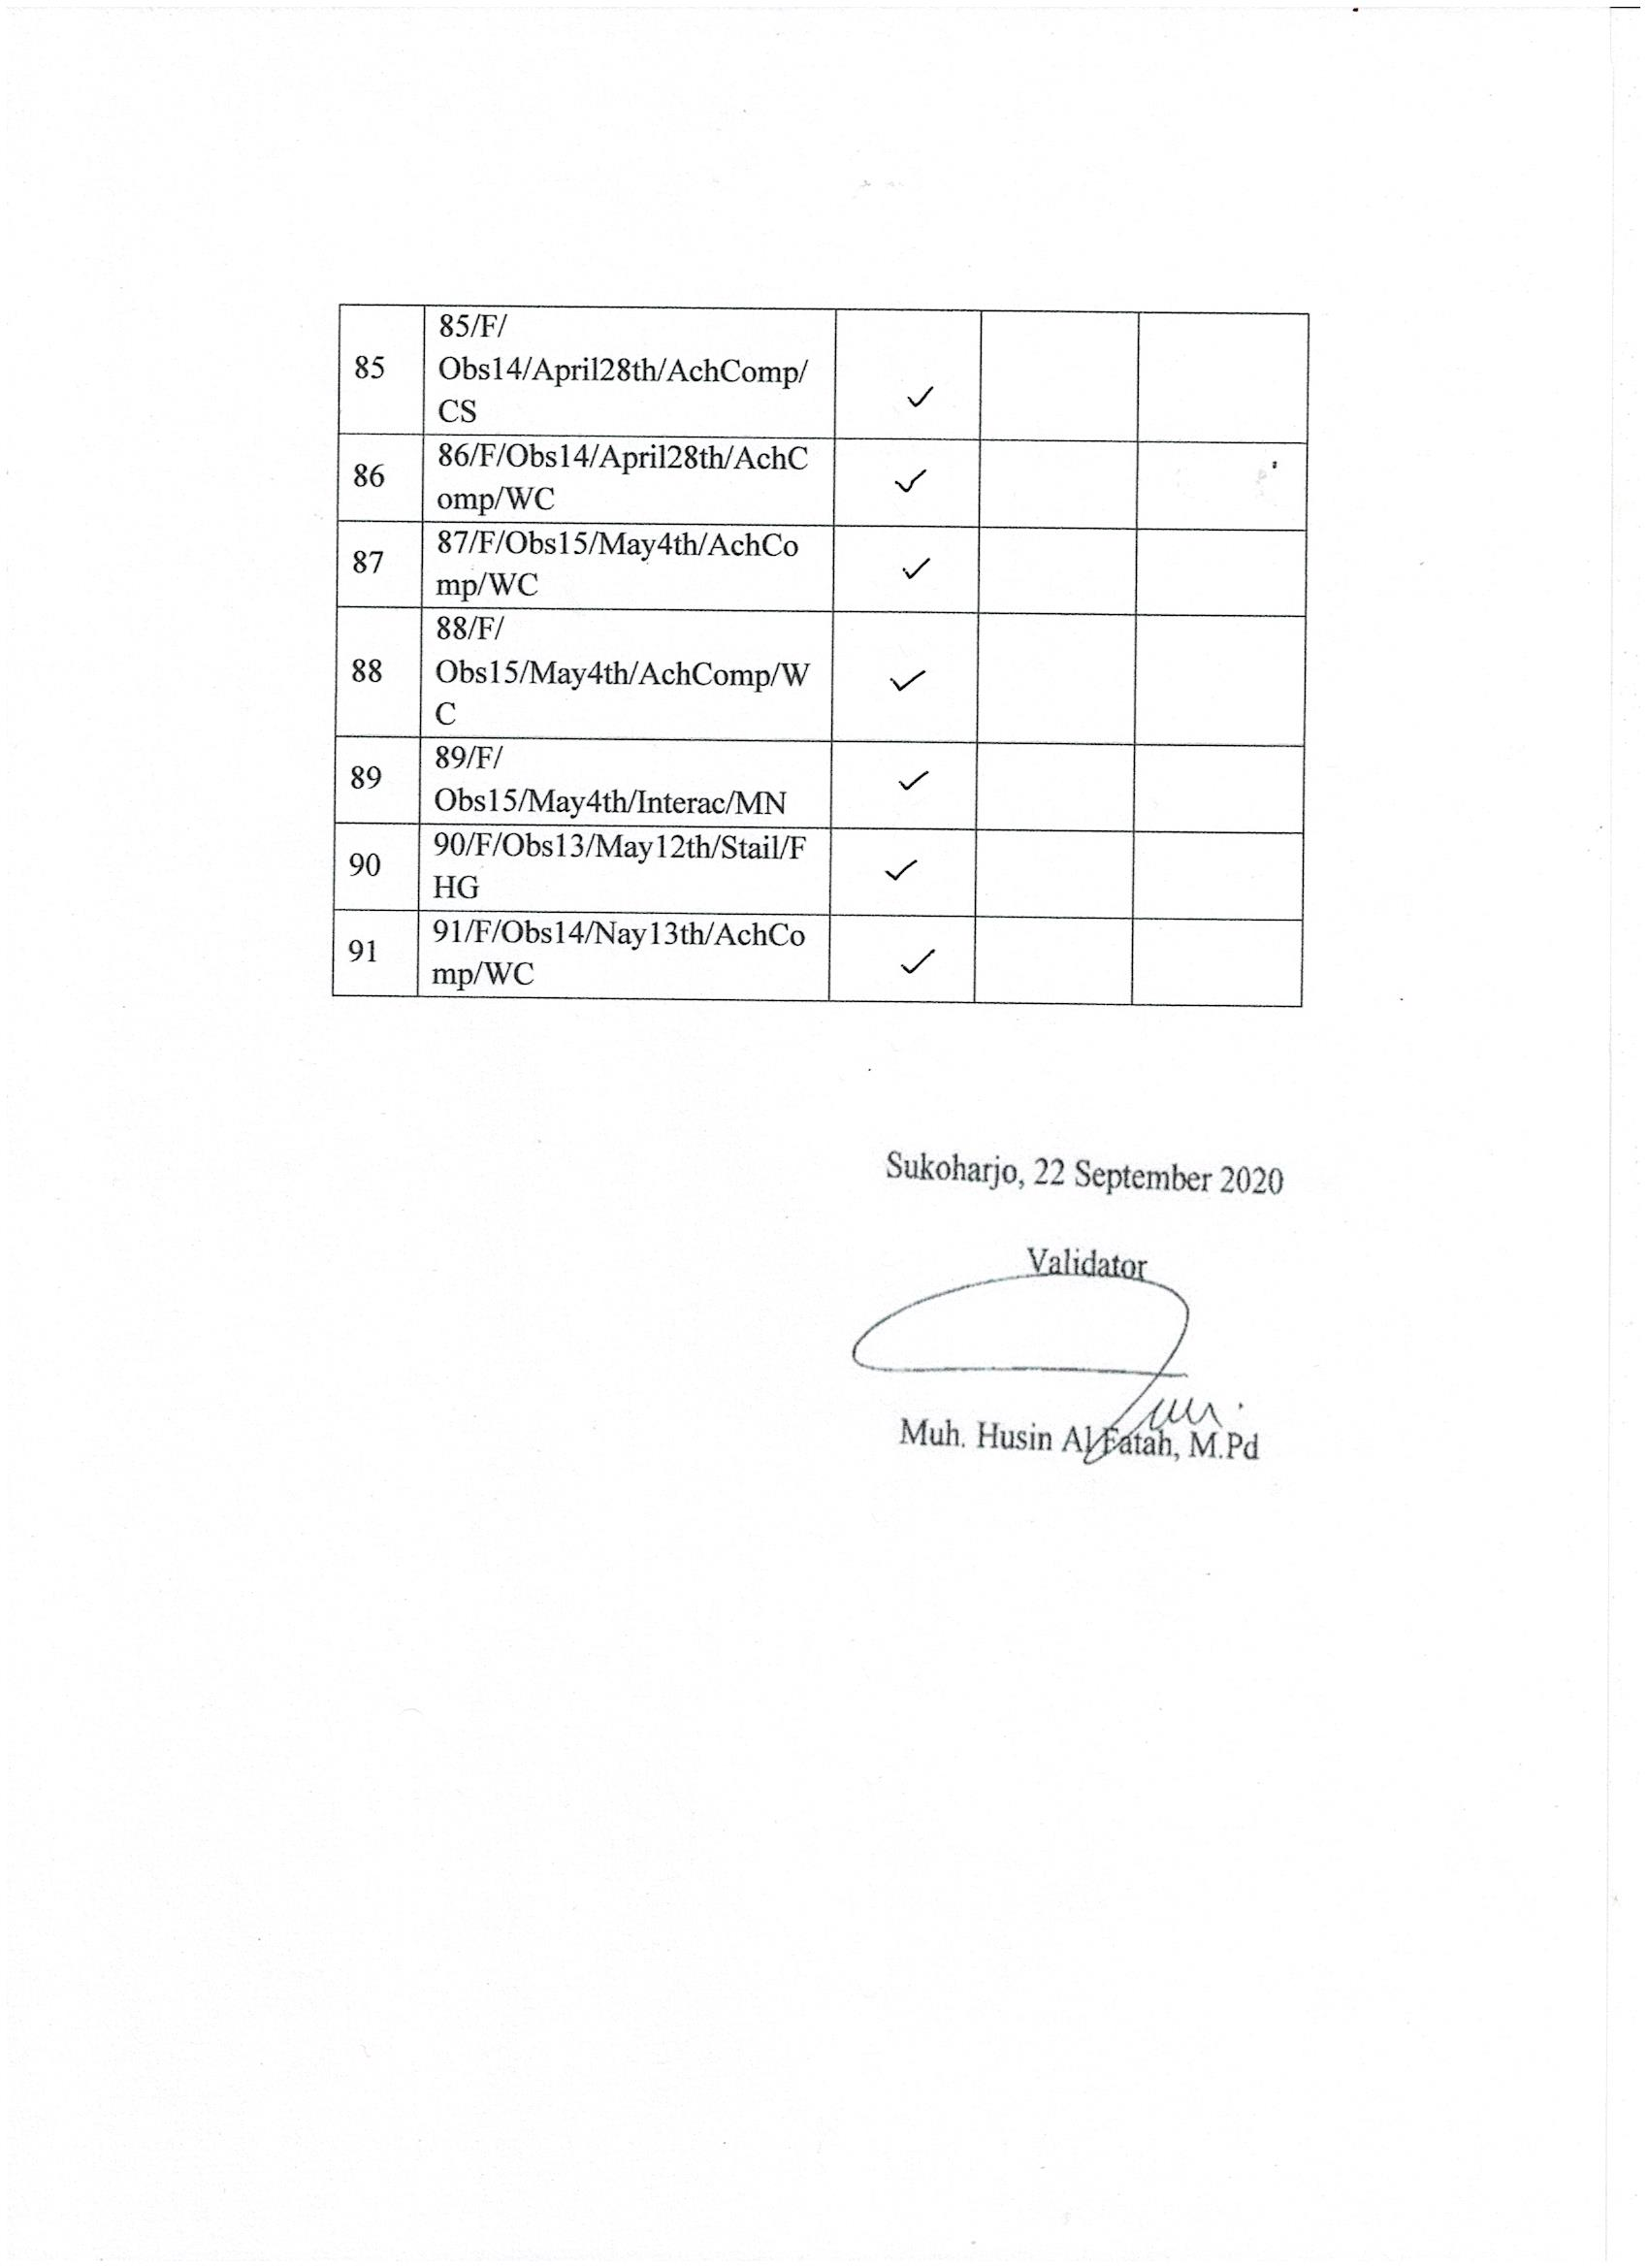 85
85/F/
Obs14/April28th/AchComp/
CS
✓
86
86/F/Obs14/April28th/AchC
omp/WC
✓
87
87/F/Obs15/May4th/AchCo
mp/WC
✓
88
88/F/
Obs15/May4th/AchComp/W
C
✓
89
89/F/
Obs15/May4th/Interac/MN
✓
90
90/F/Obs13/May12th/Stail/F
HG
✓
91
91/F/Obs14/Nay13th/AchCo
mp/WC
✓
Sukoharjo, 22 September 2020
Validator
Muh. Husin Al Fatah, M.Pd